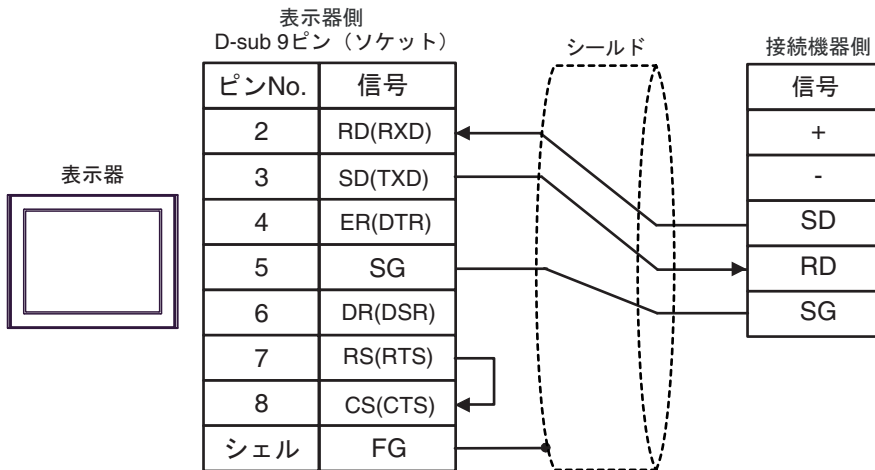 表示器側
D-sub 9ピン（ソケット）
シールド
接続機器側
ピンNo. 信号
信号
2 RD(RXD)
+
表示器
3 SD(TXD)
-
4 ER(DTR)
SD
5 SG
RD
6 DR(DSR)
SG
7 RS(RTS)
8 CS(CTS)
シェル FG